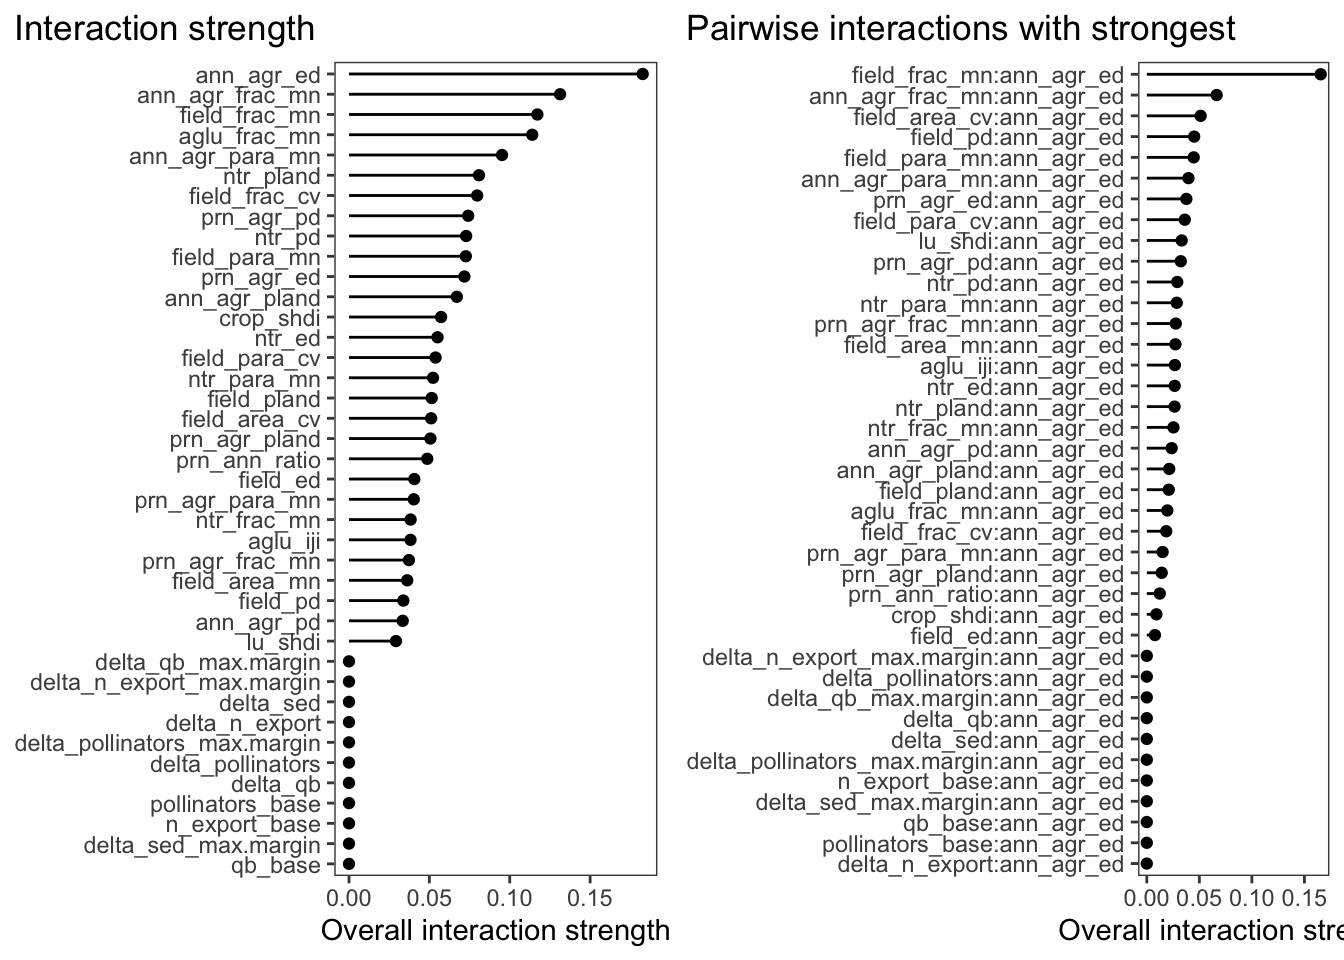 Interaction strength
ann_agr_ed
ann_agr_frac_mn
field_frac_mn
aglu_frac_mn
ann_agr_para_mn
ntr_pland
field_frac_cv
prn_agr_pd
ntr_pd
field_para_mn
prn_agr_ed
ann_agr_pland
crop_shdi
ntr_ed
field_para_cv
ntr_para_mn
field_pland
field_area_cv
prn_agr_pland
prn_ann_ratio
field_ed
prn_agr_para_mn
ntr_frac_mn
aglu_iji
prn_agr_frac_mn
field_area_mn
field_pd
ann_agr_pd
lu_shdi
delta_qb_max.margin
delta_n_export_max.margin
delta_sed
delta_n_export
delta_pollinators_max.margin
delta_pollinators
delta_qb
pollinators_base
n_export_base
delta_sed_max.margin
qb_base
0.00 0.05 0.10 0.15
Overall interaction strength
Pairwise interactions with strongest
field_frac_mn:ann_agr_ed
ann_agr_frac_mn:ann_agr_ed
field_area_cv:ann_agr_ed
field_pd:ann_agr_ed
field_para_mn:ann_agr_ed
ann_agr_para_mn:ann_agr_ed
prn_agr_ed:ann_agr_ed
field_para_cv:ann_agr_ed
lu_shdi:ann_agr_ed
prn_agr_pd:ann_agr_ed
ntr_pd:ann_agr_ed
ntr_para_mn:ann_agr_ed
prn_agr_frac_mn:ann_agr_ed
field_area_mn:ann_agr_ed
aglu_iji:ann_agr_ed
ntr_ed:ann_agr_ed
ntr_pland:ann_agr_ed
ntr_frac_mn:ann_agr_ed
ann_agr_pd:ann_agr_ed
ann_agr_pland:ann_agr_ed
field_pland:ann_agr_ed
aglu_frac_mn:ann_agr_ed
field_frac_cv:ann_agr_ed
prn_agr_para_mn:ann_agr_ed
prn_agr_pland:ann_agr_ed
prn_ann_ratio:ann_agr_ed
crop_shdi:ann_agr_ed
field_ed:ann_agr_ed
delta_n_export_max.margin:ann_agr_ed
delta_pollinators:ann_agr_ed
delta_qb_max.margin:ann_agr_ed
delta_qb:ann_agr_ed
delta_sed:ann_agr_ed
delta_pollinators_max.margin:ann_agr_ed
n_export_base:ann_agr_ed
delta_sed_max.margin:ann_agr_ed
qb_base:ann_agr_ed
pollinators_base:ann_agr_ed
delta_n_export:ann_agr_ed
0.00 0.05 0.10 0.15
Overall interaction stre